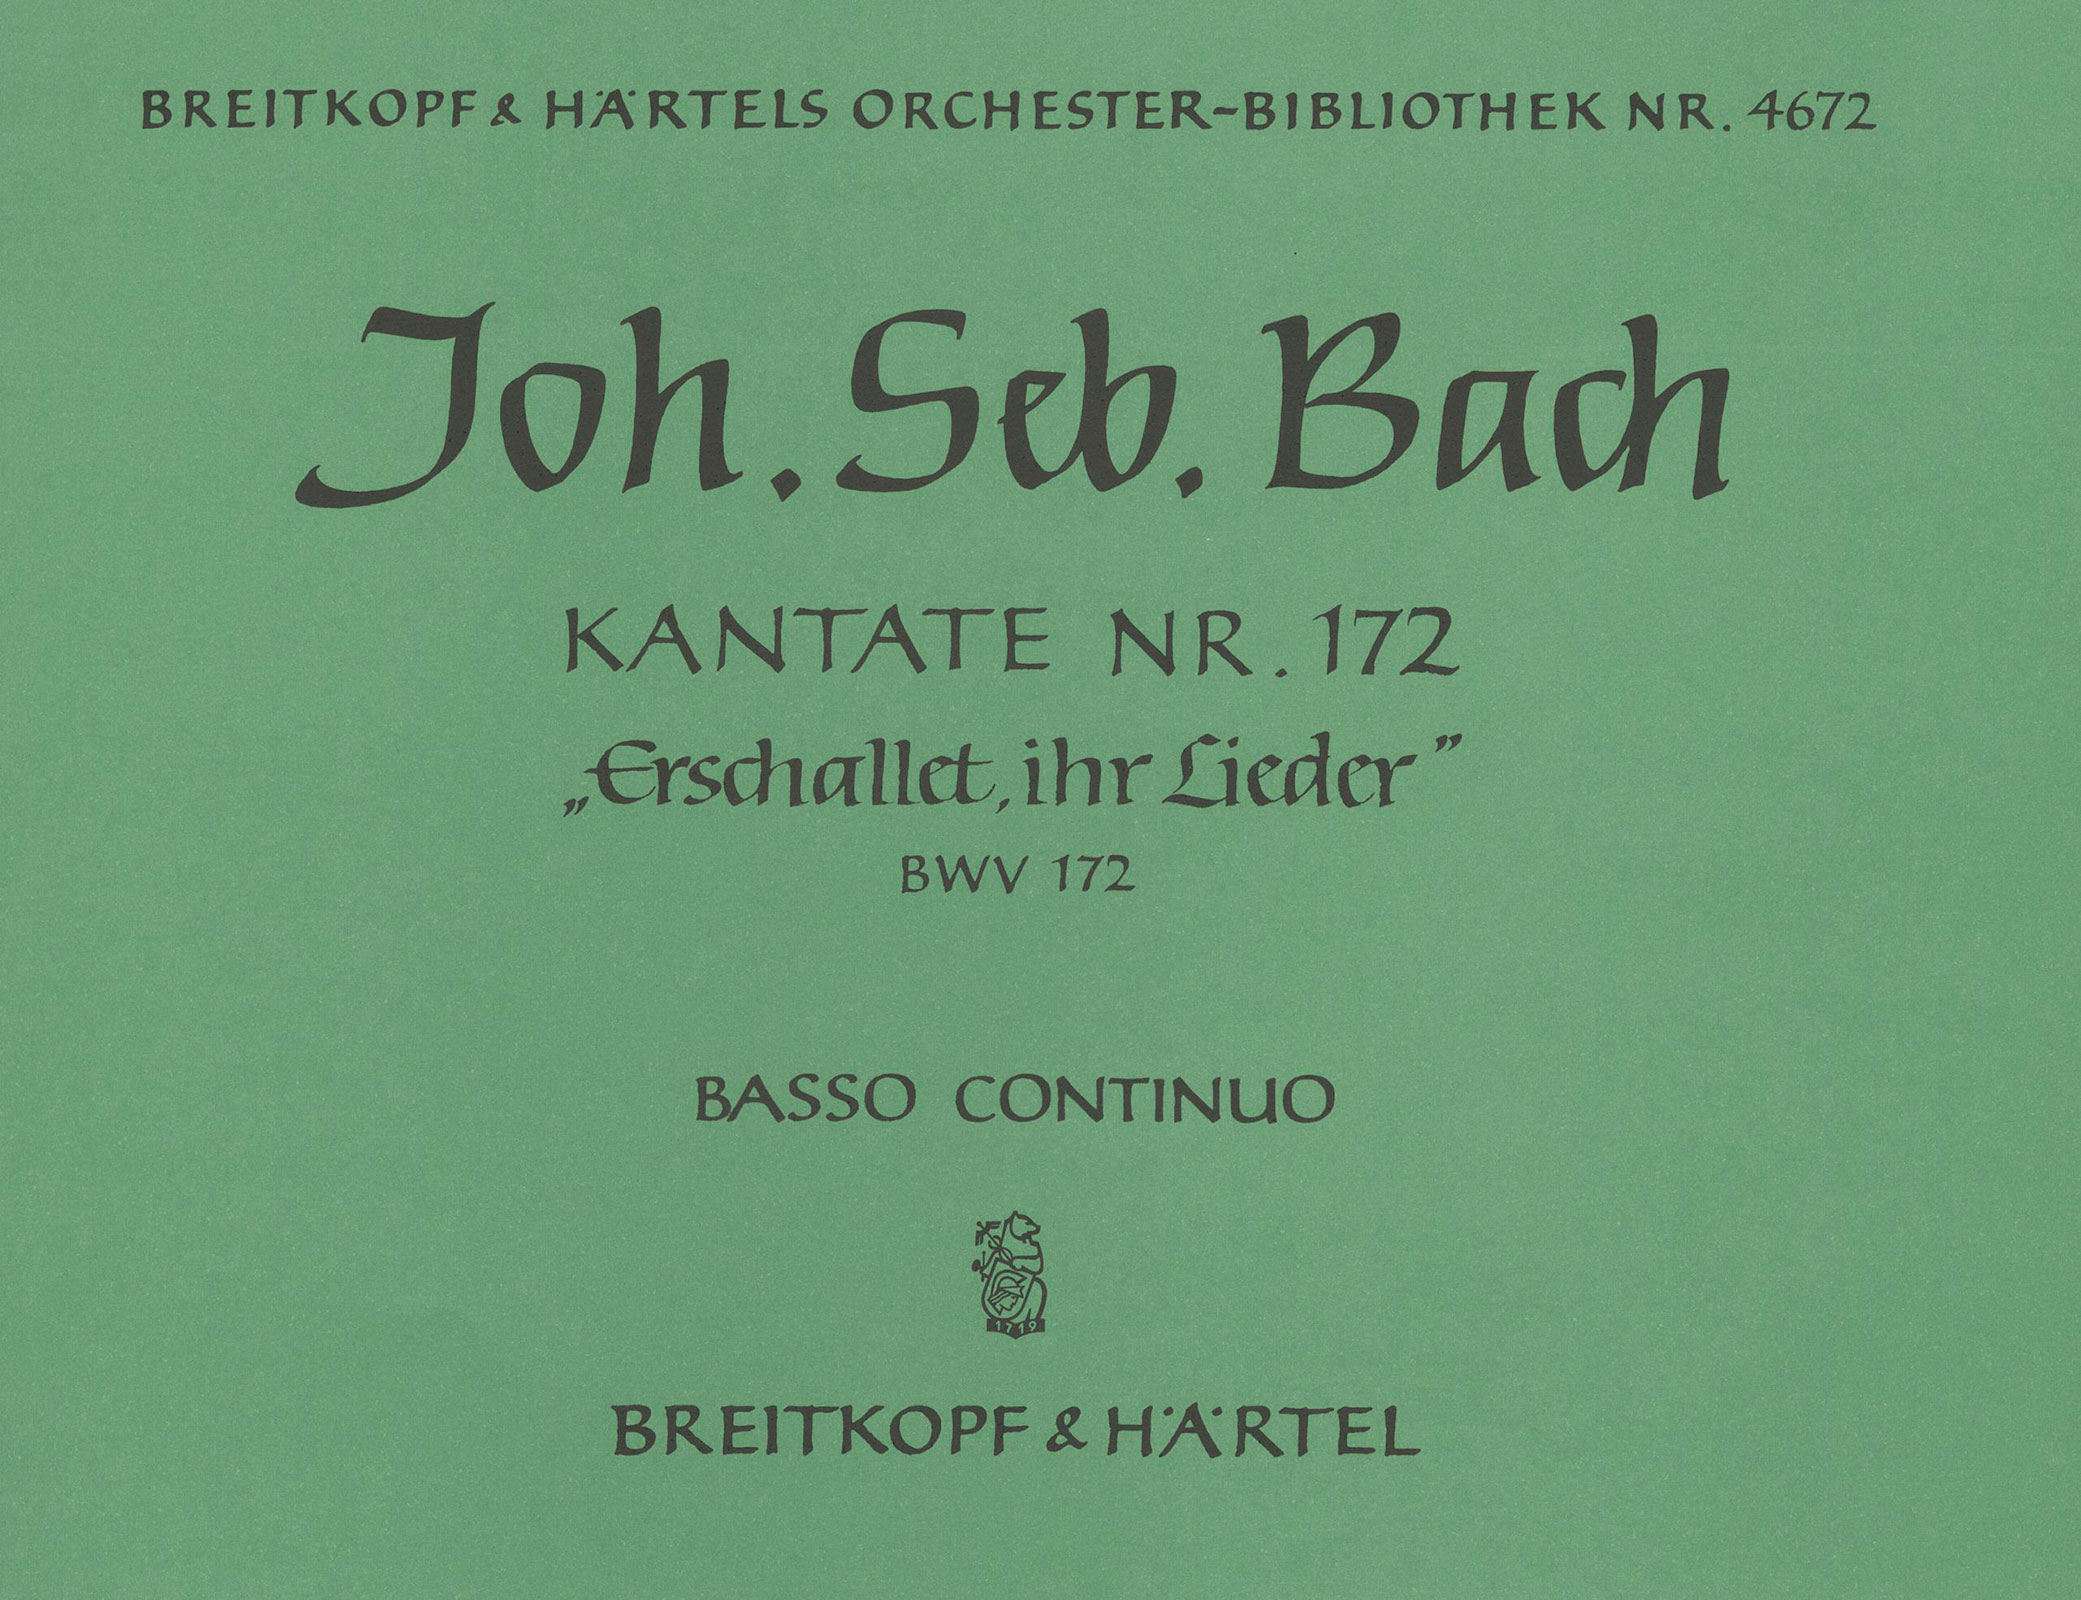 BREITKOPF & HÄRTELS ORCHESTER-BIBLIOTHEK NR. 4672
Joh. Seb. Bach
KANTATE NR. 172
„Erschallet, ihr Lieder”
BWV 172
BASSO CONTINUO
1719
BREITKOPF & HÄRTEL